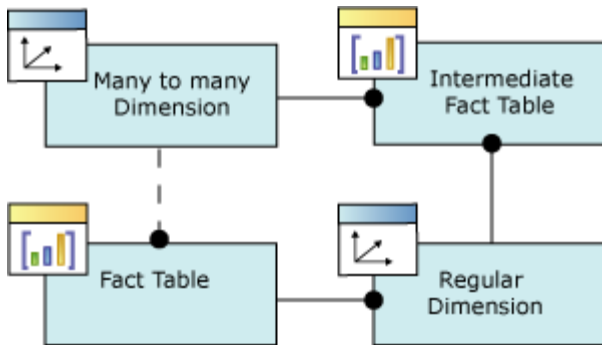 Many to many
Dimension
Intermediate
Fact Table
Fact Table
Regular
Dimension